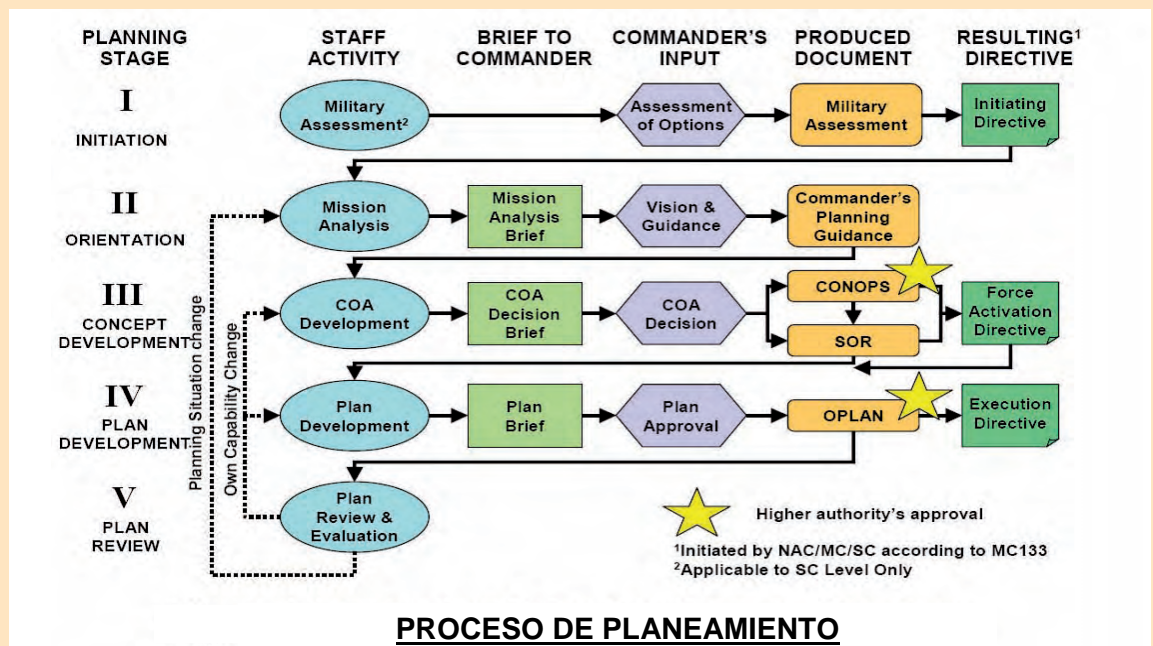 PLANNING
STAGE
STAFF
ACTIVITY
BRIEF TO
COMMANDER
COMMANDER'S
INPUT
PRODUCED
DOCUMENT
RESULTING¹
DIRECTIVE
I
INITIATION
Military
Assessment²
Assessment
of Options
Military
Assessment
Initiating
Directive
II
ORIENTATION
Mission
Analysis
Mission
Analysis
Brief
Vision &
Guidance
Commander's
Planning
Guidance
III
CONCEPT
DEVELOPMENT
COA
Development
COA
Decision
Brief
COA
Decision
CONOPS
SOR
Force
Activation
Directive
IV
PLAN
DEVELOPMENT
Plan
Development
Plan
Brief
Plan
Approval
OPLAN
Execution
Directive
V
PLAN
REVIEW
Planning Situation change
Own Capability Change
Plan
Review &
Evaluation
Higher authority's approval
¹Initiated by NAC/MC/SC according to MC133
²Applicable to SC Level Only
PROCESO DE PLANEAMIENTO